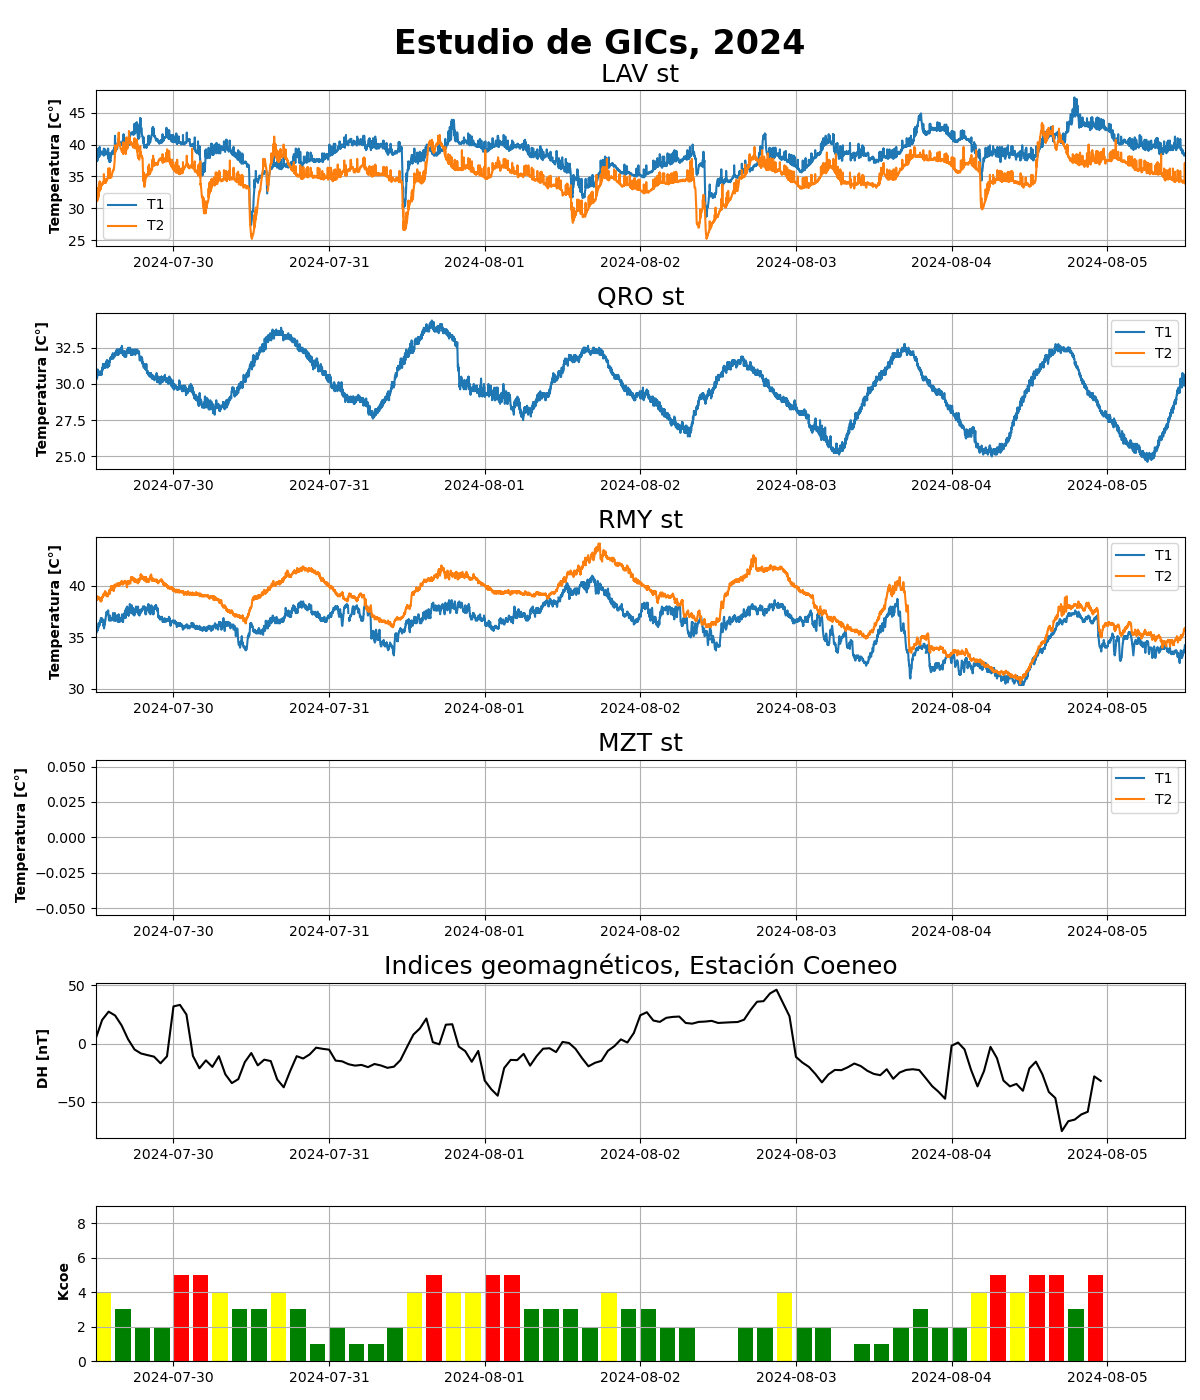 Estudio de GICs, 2024
LAV st
Temperatura [C°]
45
40
35
30
25
T1
T2
2024-07-30 2024-07-31 2024-08-01 2024-08-02 2024-08-03 2024-08-04 2024-08-05
QRO st
Temperatura [C°]
32.5
30.0
27.5
25.0
T1
T2
2024-07-30 2024-07-31 2024-08-01 2024-08-02 2024-08-03 2024-08-04 2024-08-05
RMY st
Temperatura [C°]
40
35
30
T1
T2
2024-07-30 2024-07-31 2024-08-01 2024-08-02 2024-08-03 2024-08-04 2024-08-05
MZT st
Temperatura [C°]
0.050
0.025
0.000
−0.025
−0.050
T1
T2
2024-07-30 2024-07-31 2024-08-01 2024-08-02 2024-08-03 2024-08-04 2024-08-05
Indices geomagnéticos, Estación Coeneo
DH [nT]
50
0
−50
2024-07-30 2024-07-31 2024-08-01 2024-08-02 2024-08-03 2024-08-04 2024-08-05
Kcoe
8
6
4
2
0
2024-07-30 2024-07-31 2024-08-01 2024-08-02 2024-08-03 2024-08-04 2024-08-05